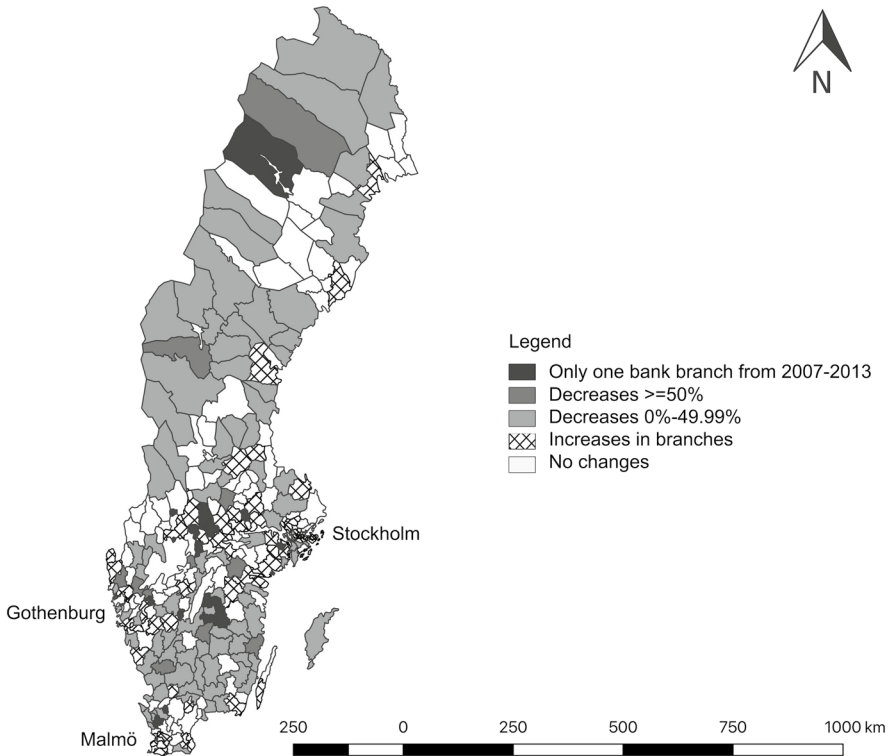 N
Legend
Only one bank branch from 2007-2013
Decreases >=50%
Decreases 0%-49.99%
Increases in branches
No changes
Stockholm
Gothenburg
Malmö
250 0 250 500 750 1000 km